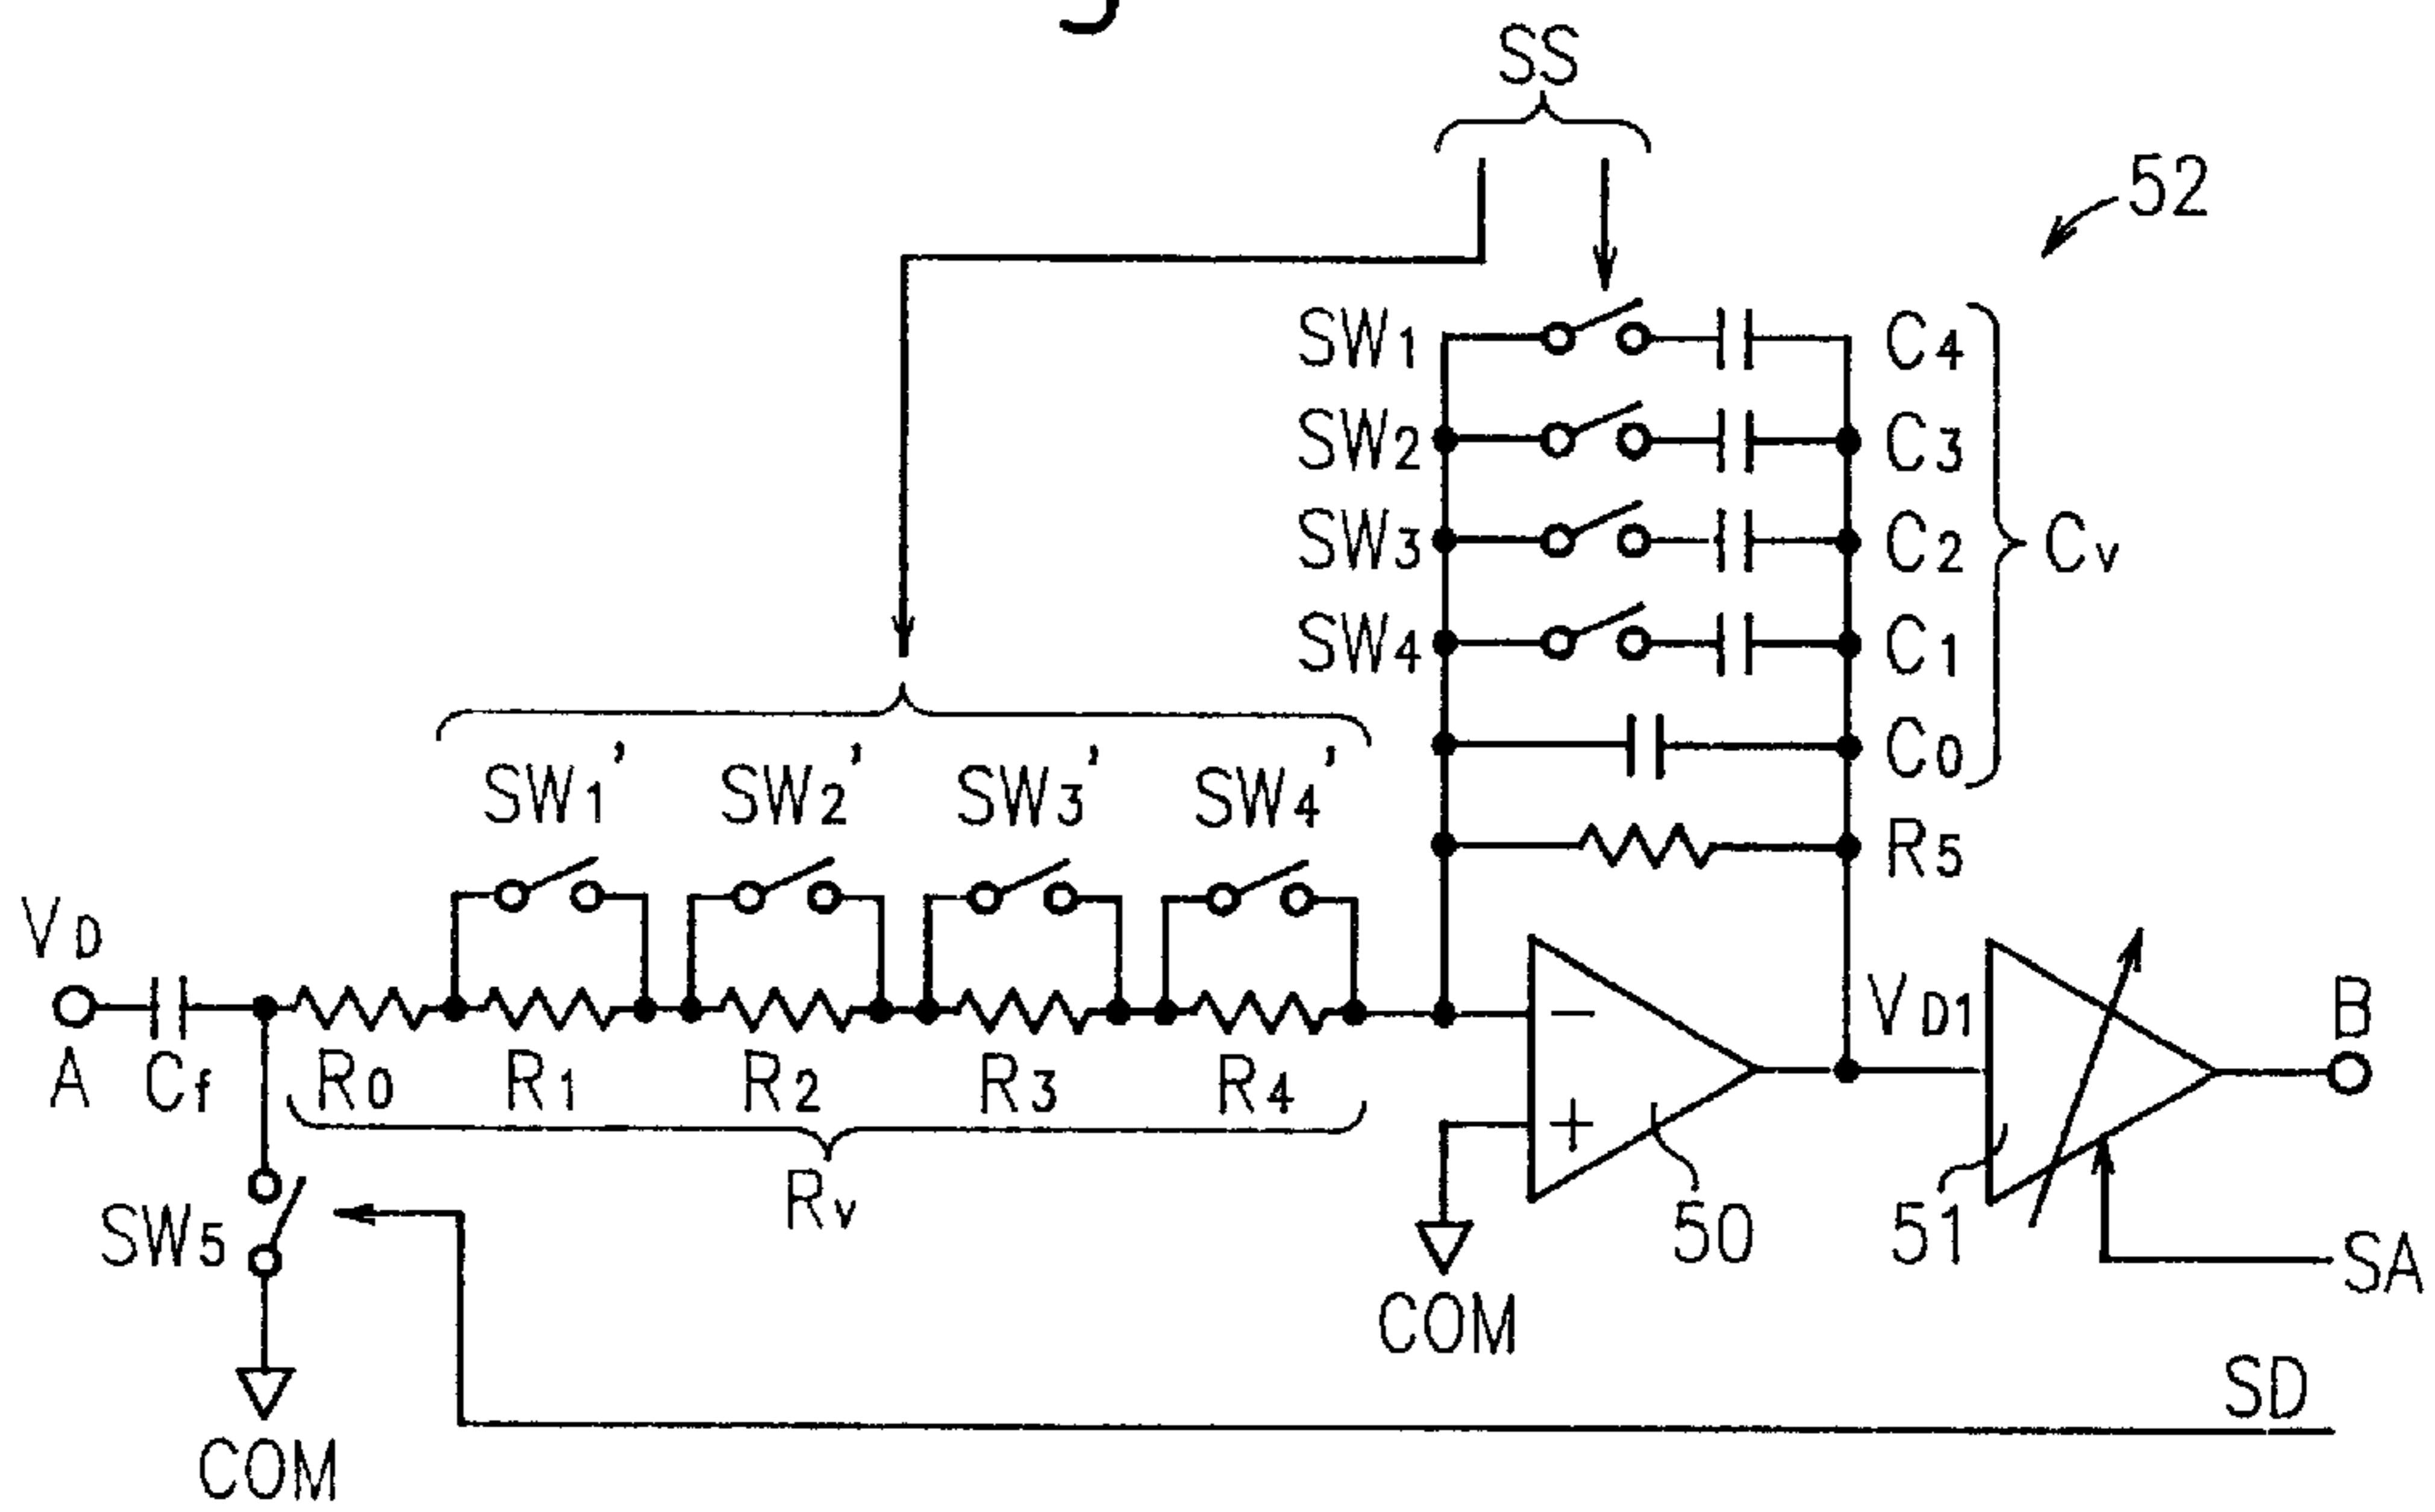 SS
52
SW1 C4
SW2 C3
SW3 C2 Cv
SW4 C1
C0
SW1' SW2' SW3' SW4'
R5
VD
VD1 B
− 
A Cf R0 R1 R2 R3 R4
+
SW5 Rv 50 51 SA
COM
SD
COM